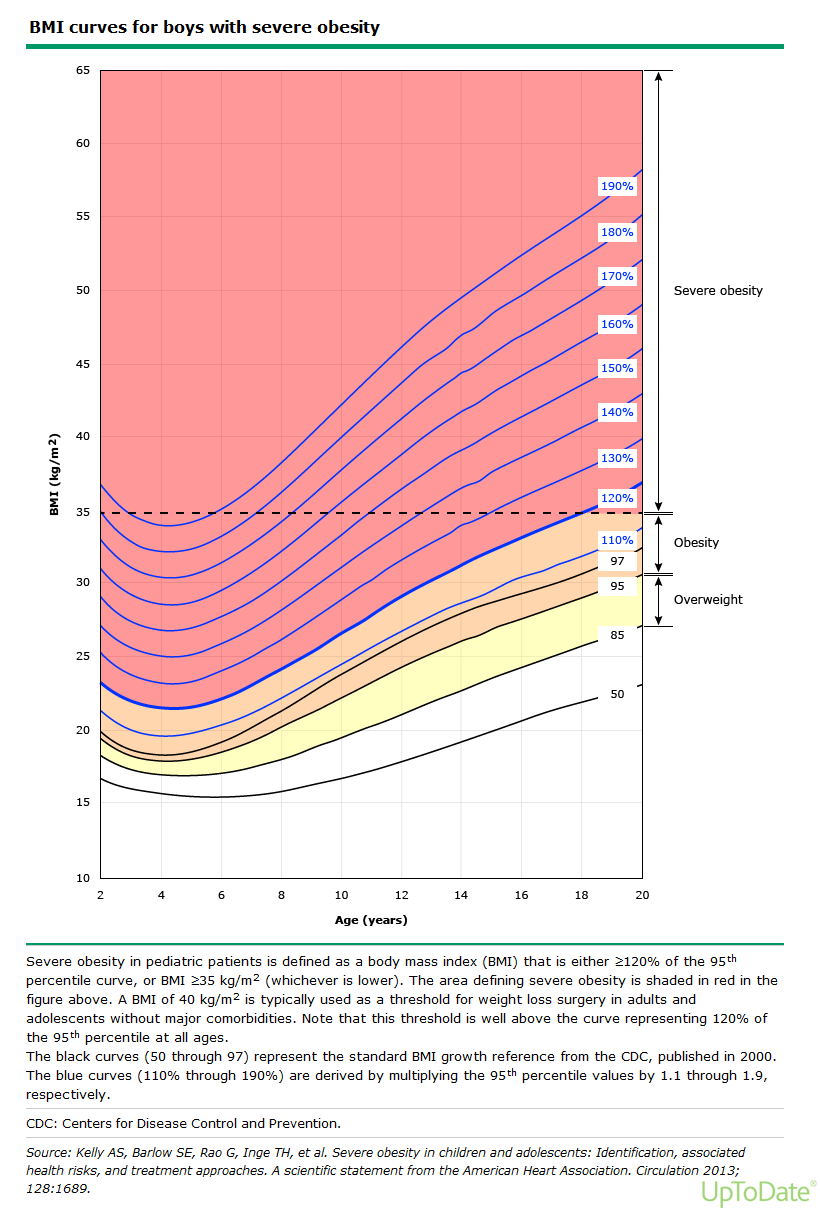 BMI curves for boys with severe obesity
65
60
190%
55
180%
170%
50
Severe obesity
160%
45
150%
140%
40
130%
BMI (kg/m²)
120%
35
110%
Obesity
97
30
95
Overweight
85
25
50
20
15
10
2 4 6 8 10 12 14 16 18 20
Age (years)
Severe obesity in pediatric patients is defined as a body mass index (BMI) that is either ≥120% of the 95th
percentile curve, or BMI ≥35 kg/m² (whichever is lower). The area defining severe obesity is shaded in red in the
figure above. A BMI of 40 kg/m² is typically used as a threshold for weight loss surgery in adults and
adolescents without major comorbidities. Note that this threshold is well above the curve representing 120% of
the 95th percentile at all ages.
The black curves (50 through 97) represent the standard BMI growth reference from the CDC, published in 2000.
The blue curves (110% through 190%) are derived by multiplying the 95th percentile values by 1.1 through 1.9,
respectively.
CDC: Centers for Disease Control and Prevention.
Source: Kelly AS, Barlow SE, Rao G, Inge TH, et al. Severe obesity in children and adolescents: Identification, associated
health risks, and treatment approaches. A scientific statement from the American Heart Association. Circulation 2013;
128:1689.
UpToDate®